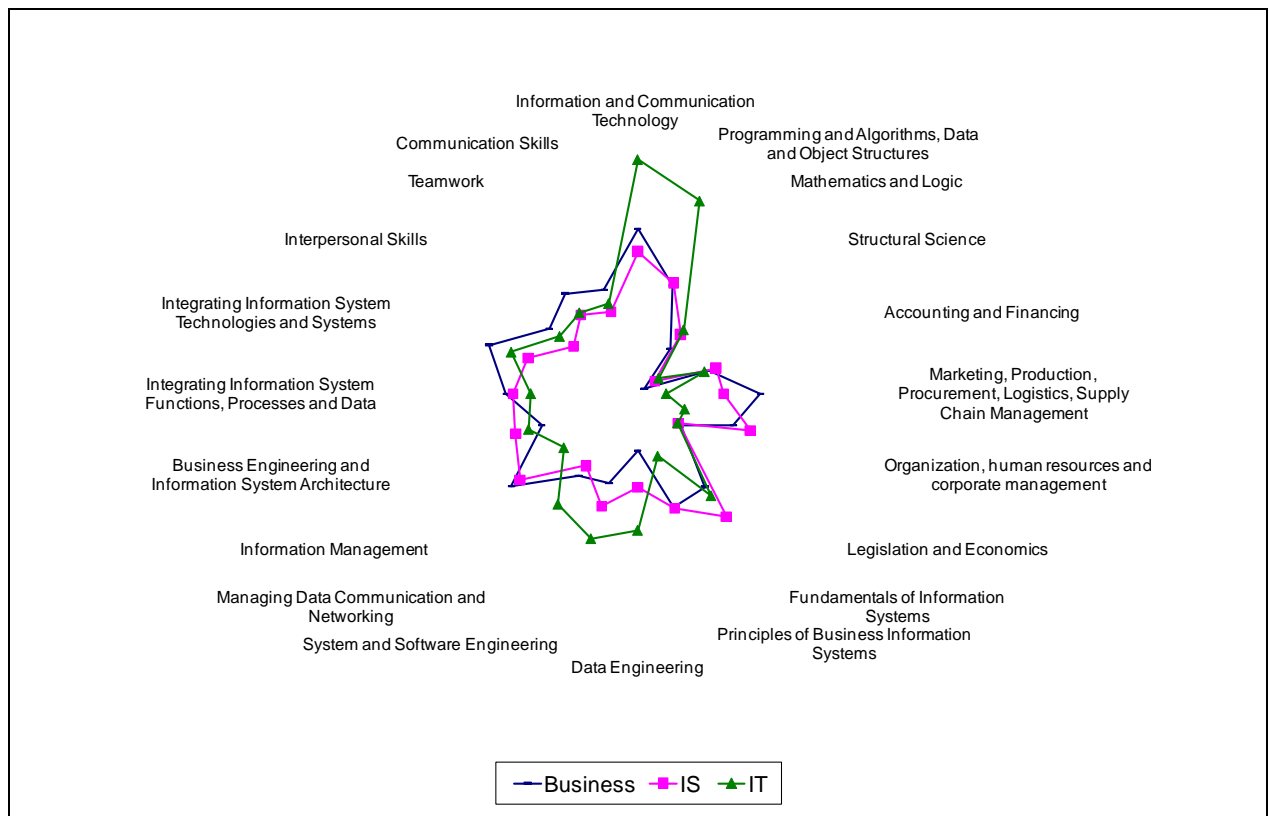 Information and Communication
Technology
Programming and Algorithms, Data
and Object Structures
Mathematics and Logic
Structural Science
Accounting and Financing
Marketing, Production,
Procurement, Logistics, Supply
Chain Management
Organization, human resources and
corporate management
Legislation and Economics
Fundamentals of Information
Systems
Principles of Business Information
Systems
Data Engineering
System and Software Engineering
Managing Data Communication and
Networking
Information Management
Business Engineering and
Information System Architecture
Integrating Information System
Functions, Processes and Data
Integrating Information System
Technologies and Systems
Interpersonal Skills
Teamwork
Communication Skills
Business IS IT